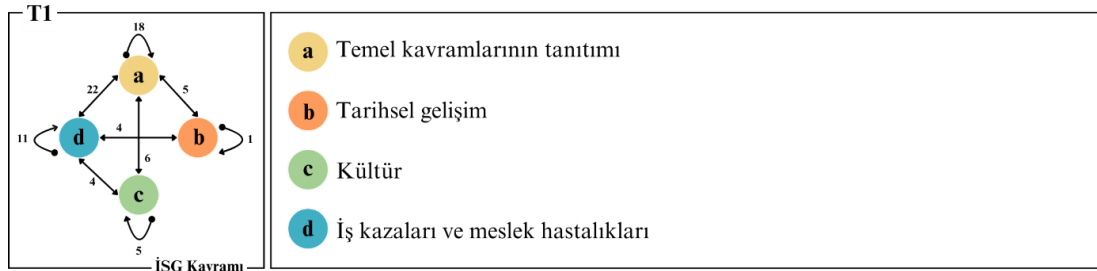 T1
18
a
22
5
d
4
b
11
1
6
4
c
5
İSG Kavramı
a Temel kavramlarının tanıtımı
b Tarihsel gelişim
c Kültür
d İş kazaları ve meslek hastalıkları